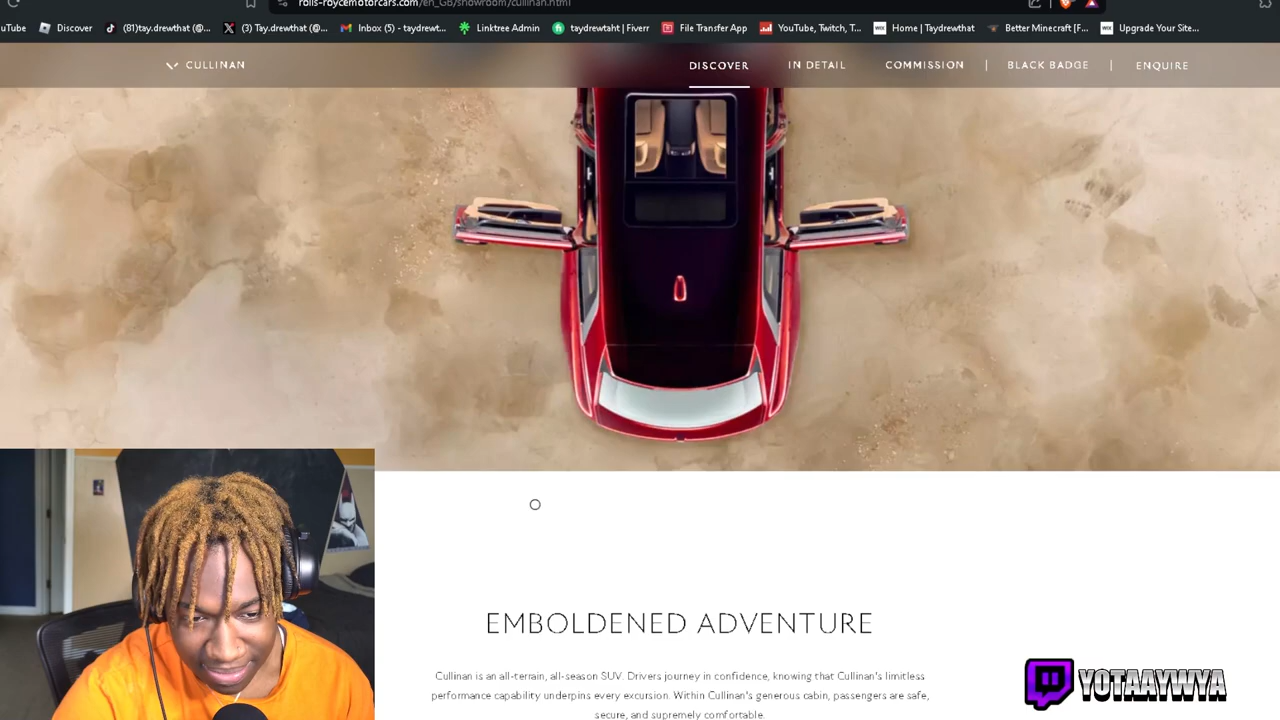 rolls-roycemotorcars.com/en_GB/showroom/cullinan.html
uTube Discover (81)tay.drewthat (@... (3) Tay.drewthat (@... Inbox (5) - taydrewt... Linktree Admin taydrewtaht | Fiverr File Transfer App YouTube, Twitch, T... Home | Taydrewthat Better Minecraft [F... Upgrade Your Site...
CULLINAN DISCOVER IN DETAIL COMMISSION | BLACK BADGE | ENQUIRE
EMBOLDENED ADVENTURE
Cullinan is an all-terrain, all-season SUV. Drivers journey in confidence, knowing that Cullinan's limitless
performance capability underpins every excursion. Within Cullinan's generous cabin, passengers are safe,
secure, and supremely comfortable.
YOTAAYWYA